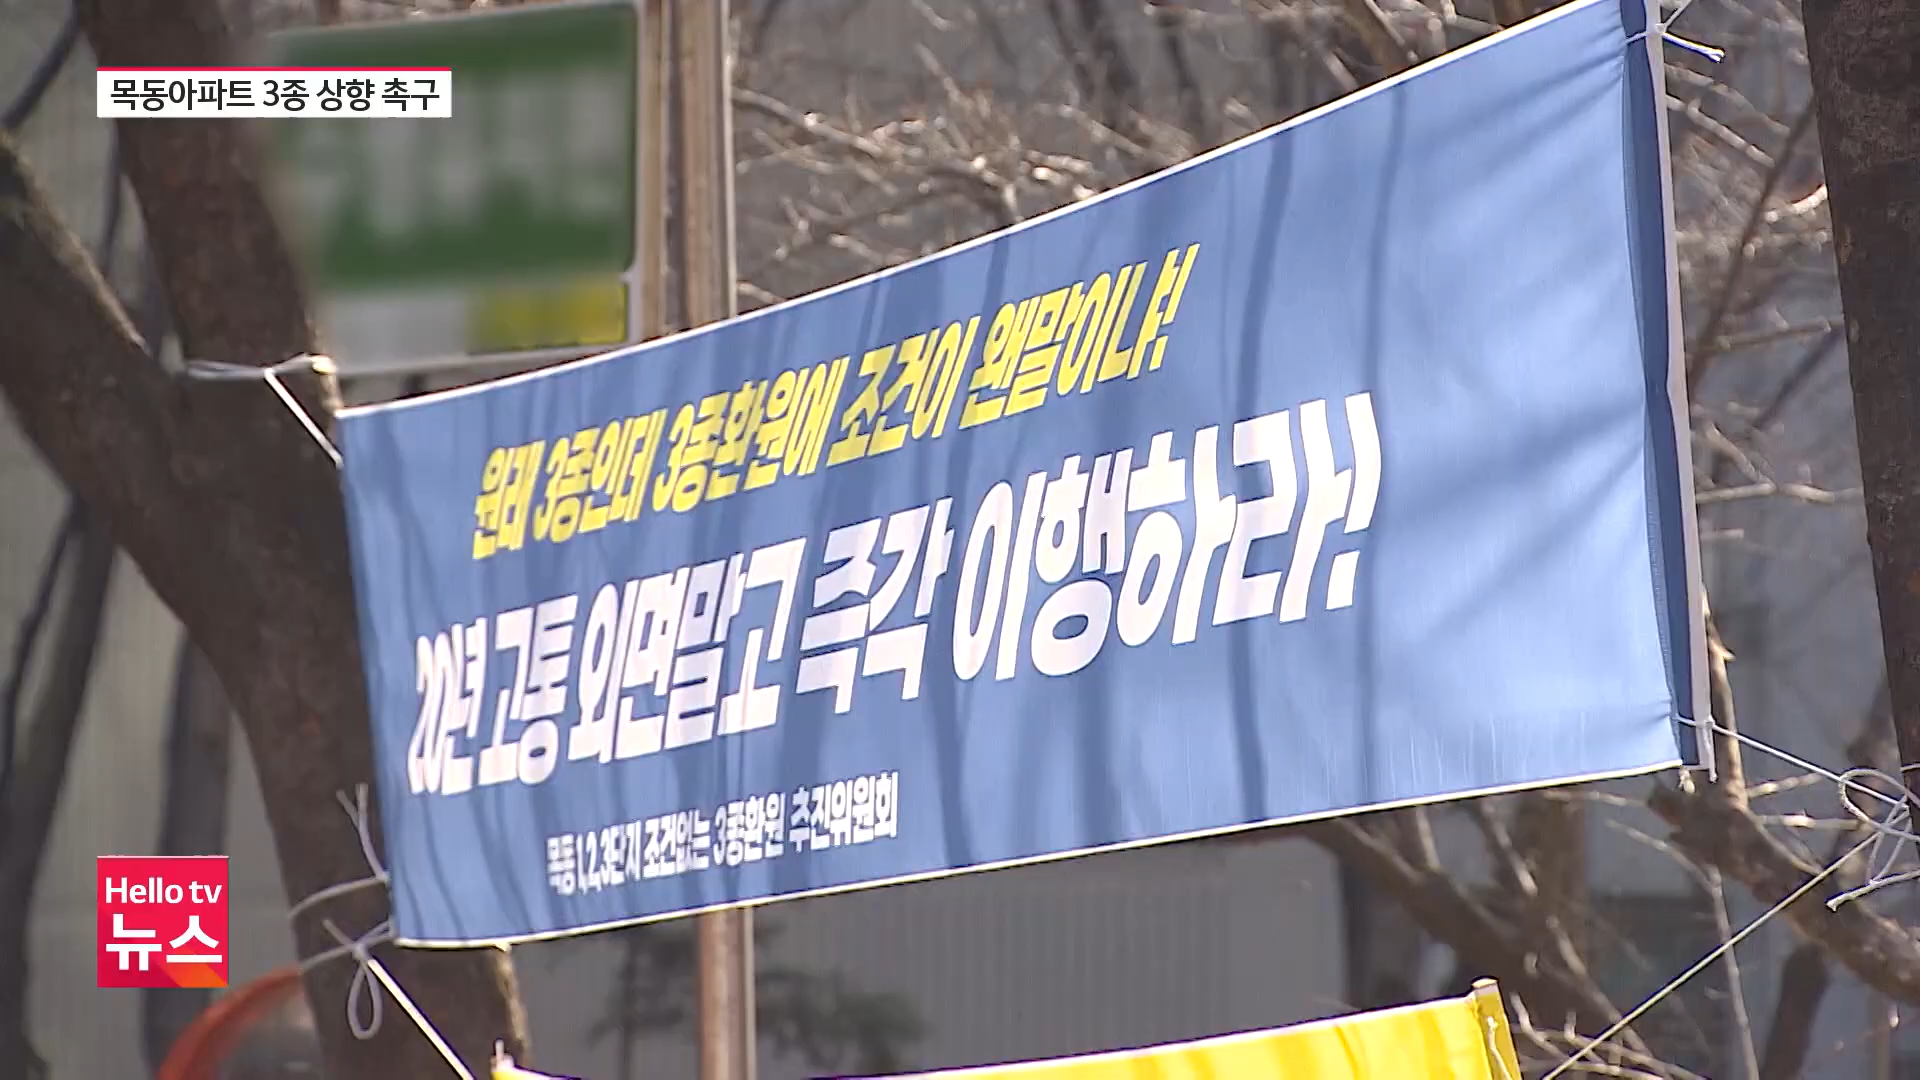 목동아파트 3종 상향 촉구
원래 3종인데 3종환원에 조건이 왠말이냐!
20년 고통 외면말고 즉각 이행하라!
목동 1, 2, 3단지 조건없는 3종환원 추진위원회
Hello tv
뉴스